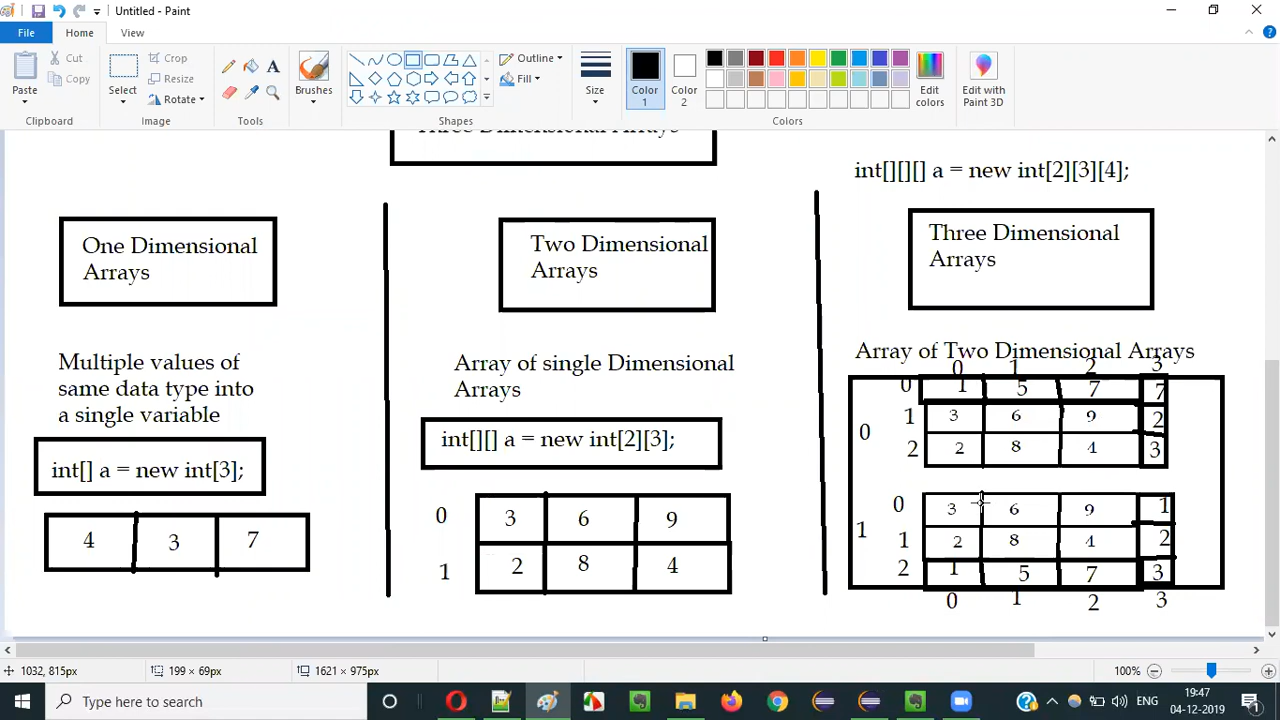 Untitled - Paint
File
Home
View
Paste
Cut
Copy
Clipboard
Select
Crop
Resize
Rotate
Image
Tools
Brushes
Shapes
Outline
Fill
Size
Color 1
Color 2
Colors
Edit colors
Edit with Paint 3D
Three Dimensional Arrays
int[][][] a = new int[2][3][4];
One Dimensional
Arrays
Two Dimensional
Arrays
Three Dimensional
Arrays
Multiple values of
same data type into
a single variable
int[] a = new int[3];
4 3 7
Array of single Dimensional
Arrays
int[][] a = new int[2][3];
0 3 6 9
1 2 8 4
Array of Two Dimensional Arrays
0 1 2 3
0 1 5 7 7
0
1 3 6 9 2
2 2 8 4 3
0 3 6 9 1
1
1 2 8 4 2
2 1 5 7 3
0 1 2 3
1032, 815px
199 × 69px
1621 × 975px
100%
Type here to search
ENG
19:47
04-12-2019